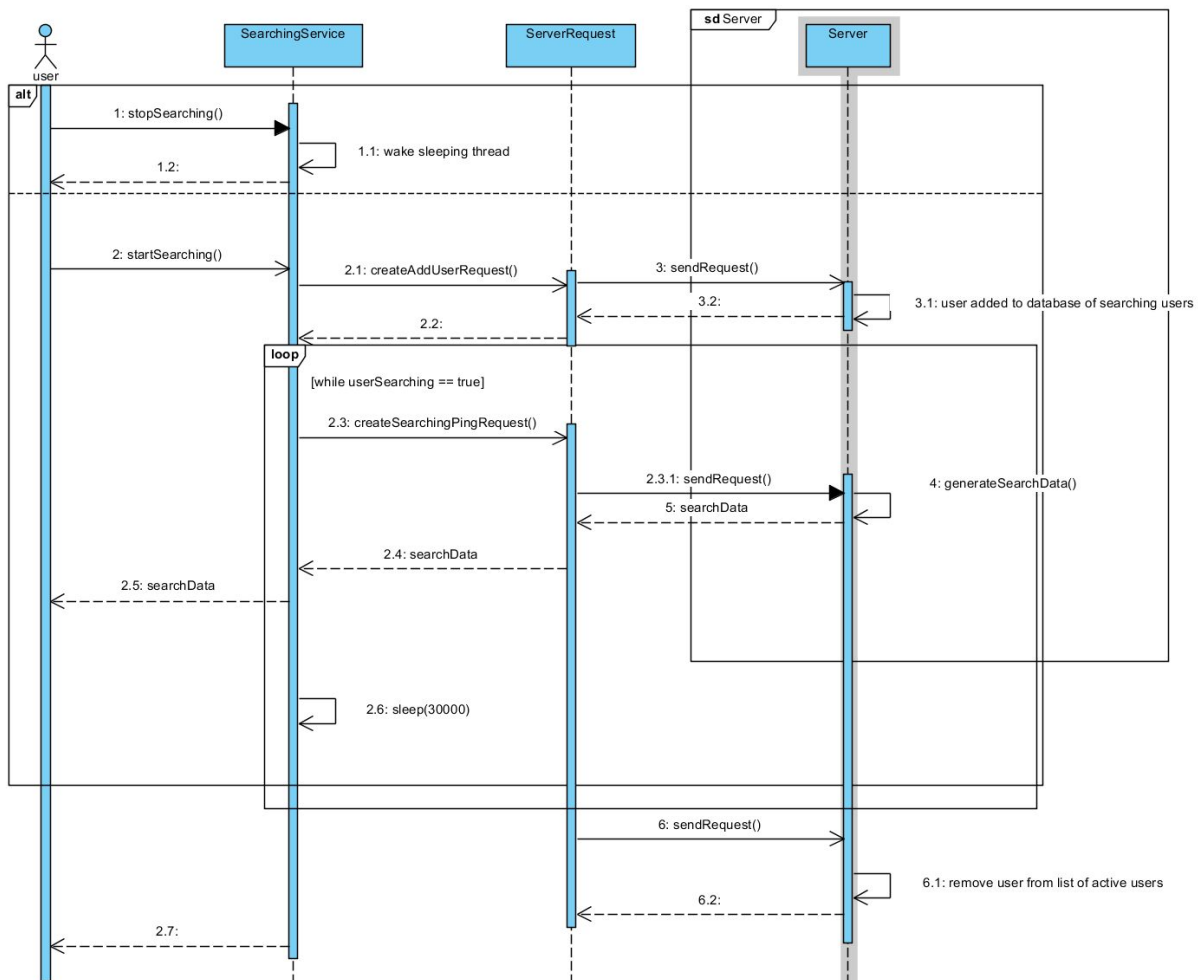 sd Server
SearchingService
ServerRequest
Server
user
alt
1: stopSearching()
1.1: wake sleeping thread
1.2:
2: startSearching()
2.1: createAddUserRequest()
3: sendRequest()
3.1: user added to database of searching users
3.2:
2.2:
loop
[while userSearching == true]
2.3: createSearchingPingRequest()
2.3.1: sendRequest()
4: generateSearchData()
5: searchData
2.4: searchData
2.5: searchData
2.6: sleep(30000)
6: sendRequest()
6.1: remove user from list of active users
6.2:
2.7: